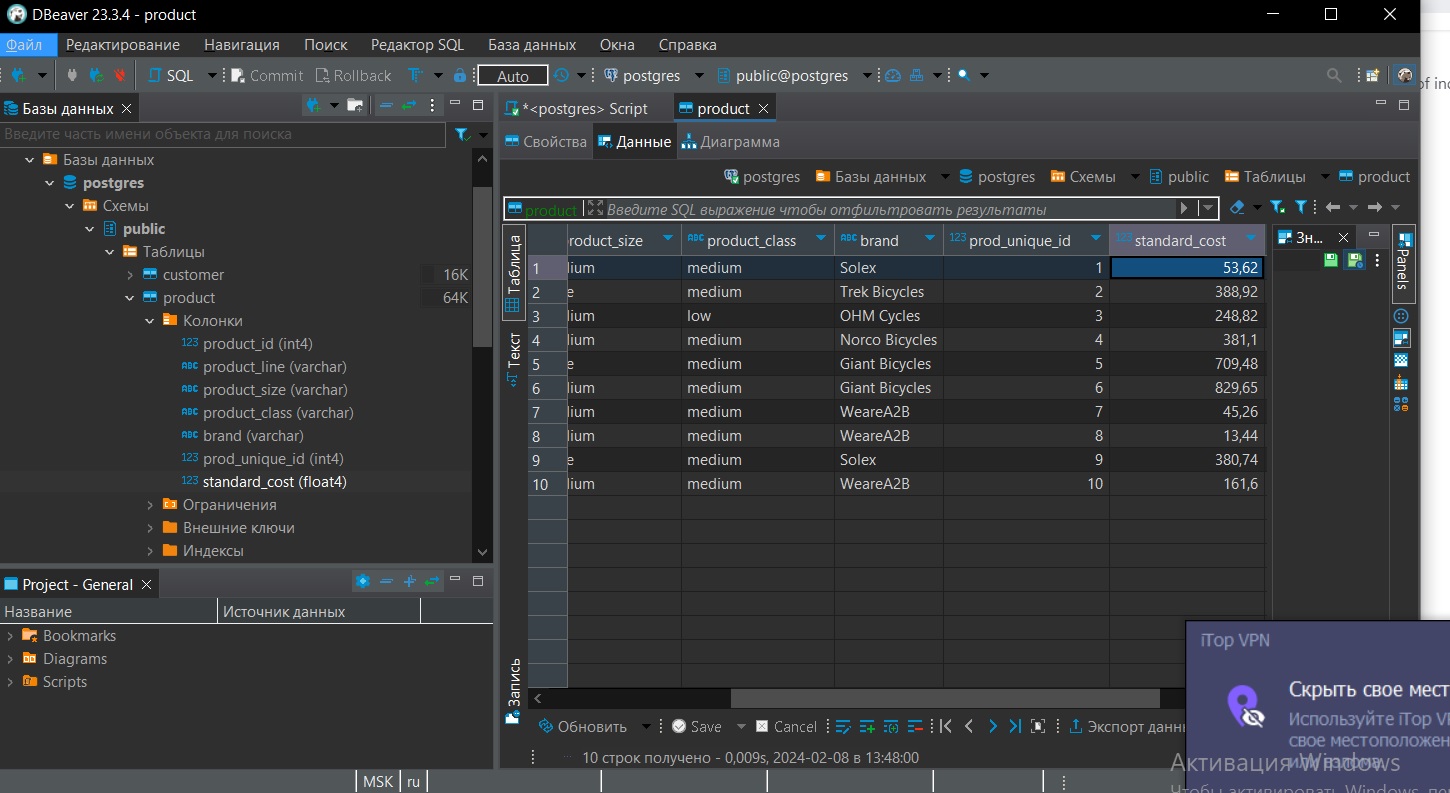 DBeaver 23.3.4 - product
Файл Редактирование Навигация Поиск Редактор SQL База данных Окна Справка
SQL Commit Rollback Auto postgres public@postgres
of inc
Базы данных
*<postgres> Script product
Введите часть имени объекта для поиска
Свойства Данные Диаграмма
Базы данных
postgres
Схемы
public
Таблицы
customer 16K
product 64K
Колонки
product_id (int4)
product_line (varchar)
product_size (varchar)
product_class (varchar)
brand (varchar)
prod_unique_id (int4)
standard_cost (float4)
Ограничения
Внешние ключи
Индексы
postgres Базы данных postgres Схемы public Таблицы product
product Введите SQL выражение чтобы отфильтровать результаты
Таблица
Текст
Запись
roduct_size product_class brand prod_unique_id standard_cost
1 lium medium Solex 1 53,62
2 e medium Trek Bicycles 2 388,92
3 lium low OHM Cycles 3 248,82
4 lium medium Norco Bicycles 4 381,1
5 e medium Giant Bicycles 5 709,48
6 lium medium Giant Bicycles 6 829,65
7 lium medium WeareA2B 7 45,26
8 lium medium WeareA2B 8 13,44
9 e medium Solex 9 380,74
10 lium medium WeareA2B 10 161,6
Зн...
Panels
Project - General
Название Источник данных
Bookmarks
Diagrams
Scripts
Обновить Save Cancel Экспорт данн
10 строк получено - 0,009s, 2024-02-08 в 13:48:00
MSK ru
iTop VPN
Скрыть свое мест
Используйте iTop VP
свое местоположен
или взлома.
Активация Windows
Чтобы активировать Windows, пе